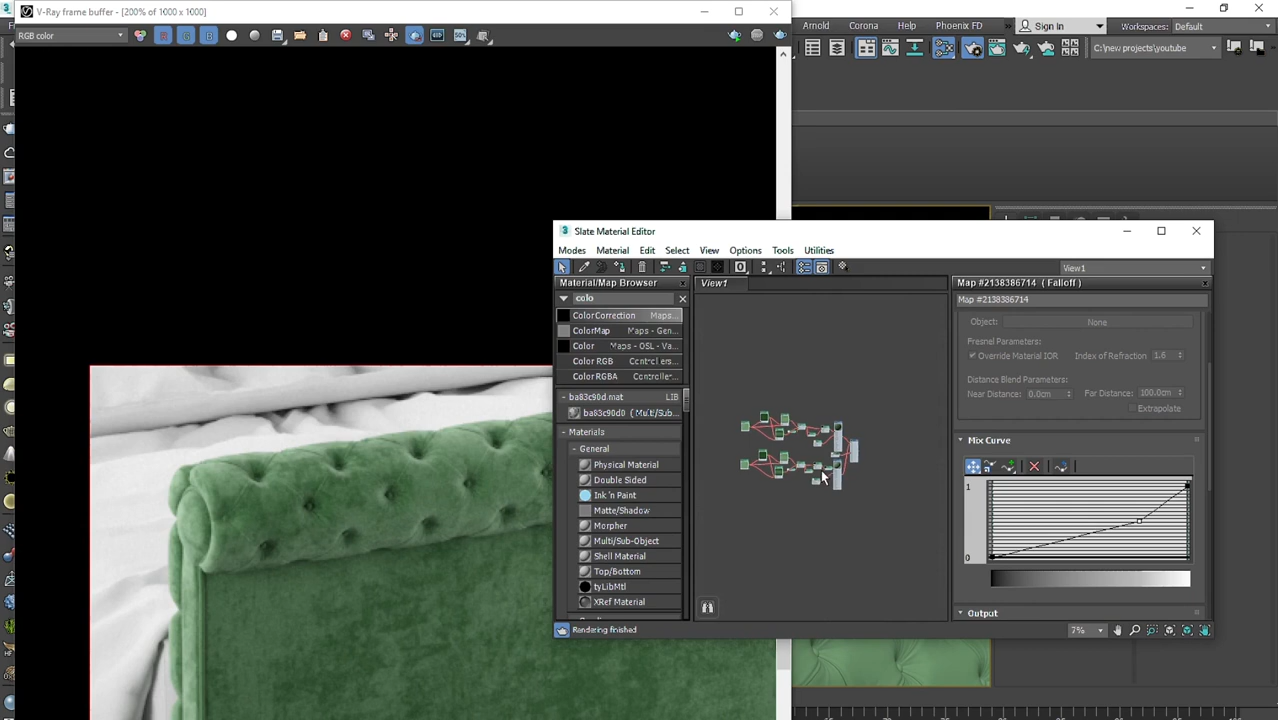 V-Ray frame buffer - [200% of 1000 x 1000]
RGB color
R G B
Arnold Corona Help Phoenix FD Sign In Workspaces: Default
C:\new projects\youtube
Slate Material Editor
Modes Material Edit Select View Options Tools Utilities
View1
Material/Map Browser
colo
ColorCorrection Maps...
ColorMap Maps - Gen...
Color Maps - OSL - Va...
Color RGB Controllers...
Color RGBA Controlle...
ba83c90d.mat LIB
ba83c90d0 ( Multi/Sub...
Materials
General
Physical Material
Double Sided
Ink 'n Paint
Matte/Shadow
Morpher
Multi/Sub-Object
Shell Material
Top/Bottom
tyLibMtl
XRef Material
View1
Map #2138386714 ( Falloff )
Map #2138386714
Object: None
Fresnel Parameters:
Override Material IOR Index of Refraction 1.6
Distance Blend Parameters:
Near Distance: 0.0cm Far Distance: 100.0cm
Extrapolate
Mix Curve
1
0
Output
Rendering finished
7%